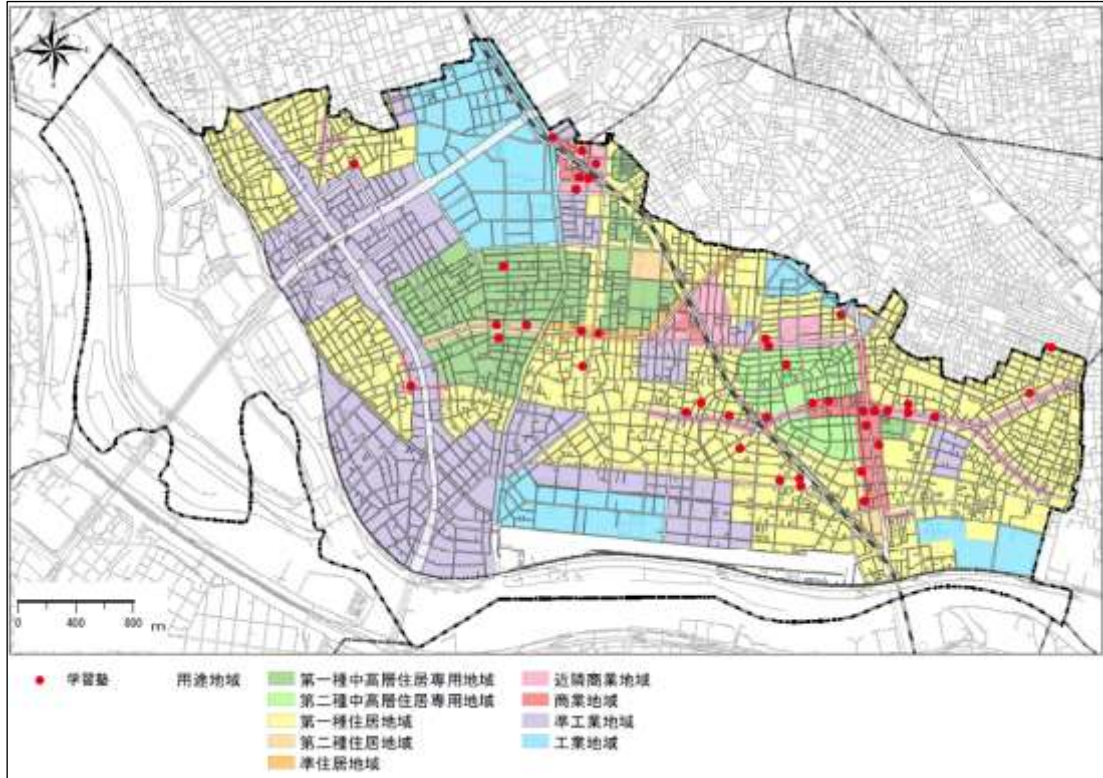 0 400 800 m
学習塾
用途地域
第一種中高層住居専用地域
第二種中高層住居専用地域
第一種住居地域
第二種住居地域
準住居地域
近隣商業地域
商業地域
準工業地域
工業地域